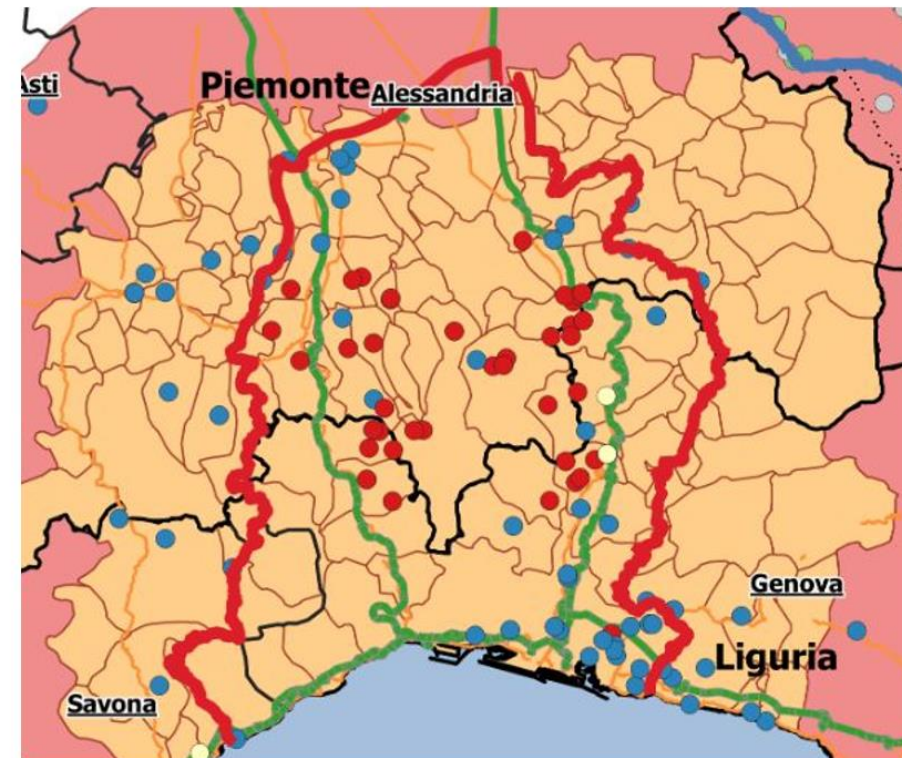 Asti
Piemonte
Alessandria
Genova
Liguria
Savona